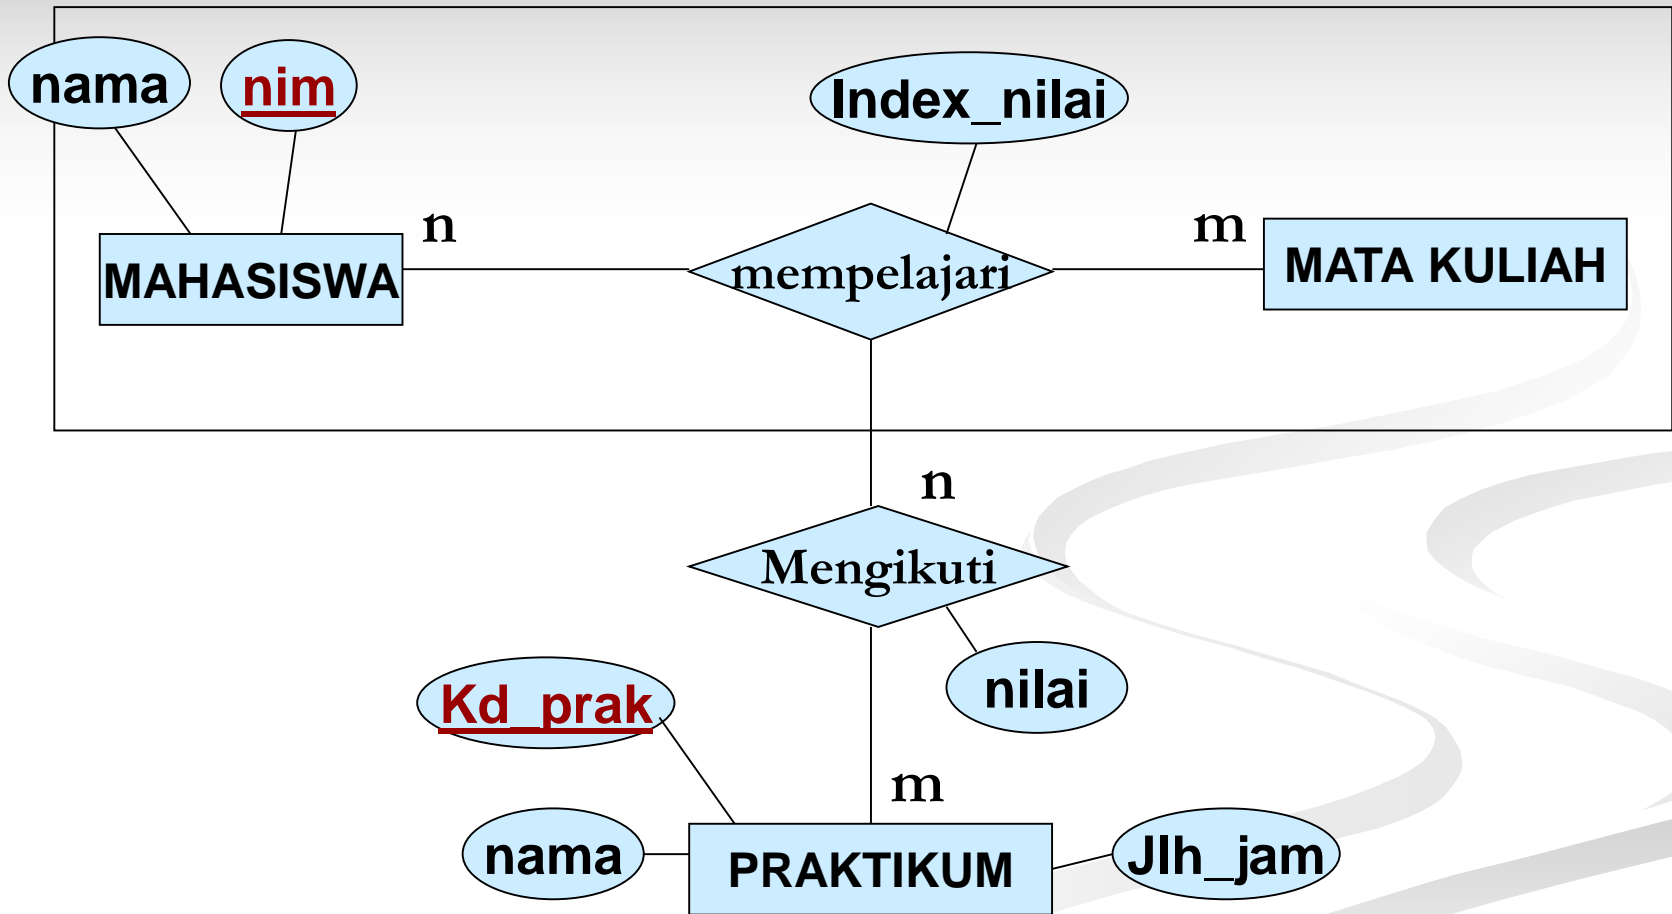 nama
nim
Index_nilai
n
m
MAHASISWA
mempelajari
MATA KULIAH
n
Mengikuti
nilai
Kd_prak
m
nama
PRAKTIKUM
Jlh_jam